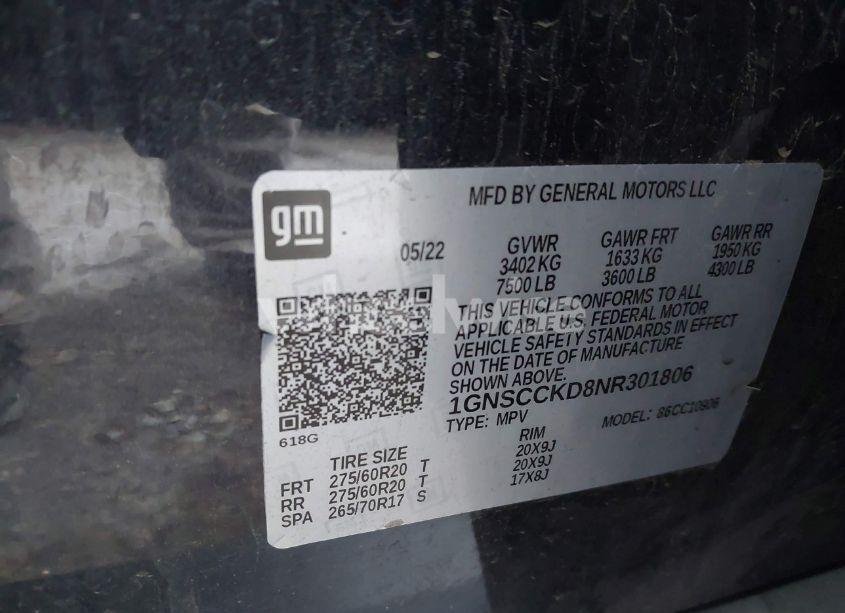 gm
MFD BY GENERAL MOTORS LLC
05/22
GVWR GAWR FRT GAWR RR
3402 KG 1633 KG 1950 KG
7500 LB 3600 LB 4300 LB
THIS VEHICLE CONFORMS TO ALL
APPLICABLE U.S. FEDERAL MOTOR
VEHICLE SAFETY STANDARDS IN EFFECT
ON THE DATE OF MANUFACTURE
SHOWN ABOVE.
1GNSCCKD8NR301806
TYPE: MPV MODEL:
618G
TIRE SIZE RIM
FRT 275/60R20 T 20X9J
RR 275/60R20 T 20X9J
SPA 265/70R17 S 17X8J